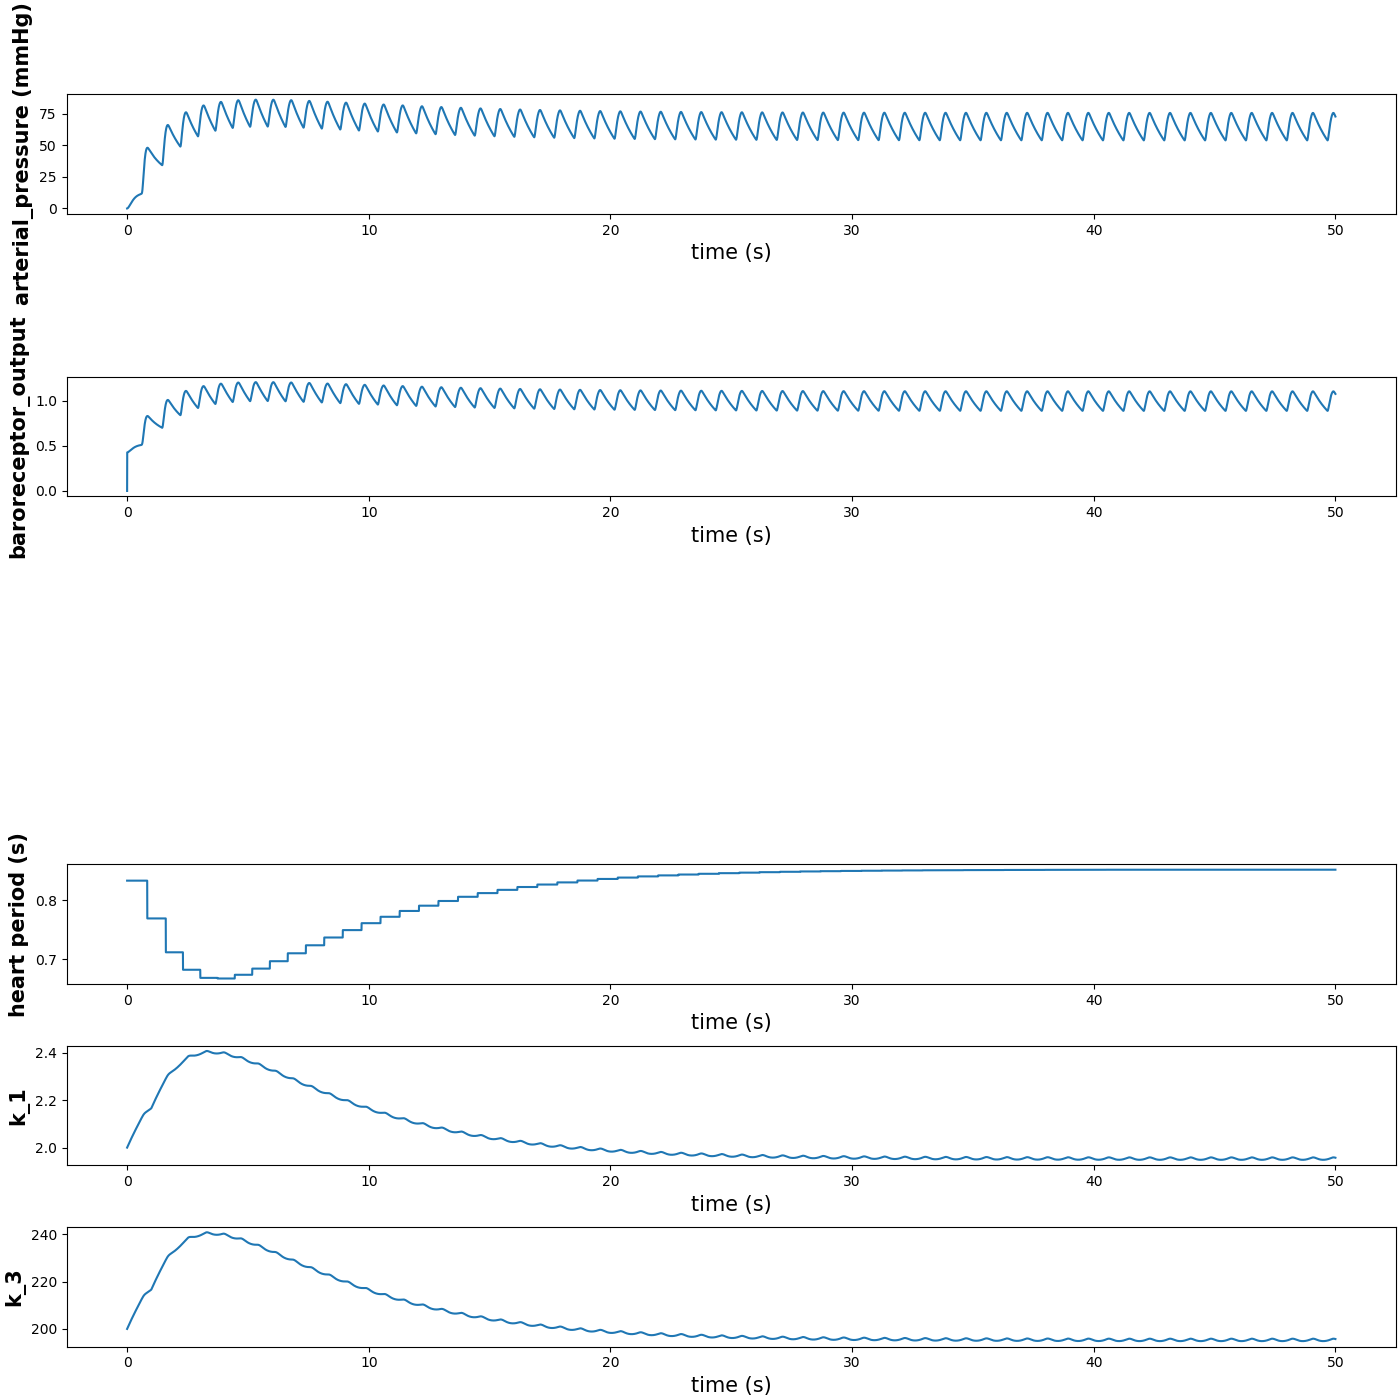 arterial_pressure (mmHg)
75
50
25
0
0 10 20 30 40 50
time (s)
baroreceptor_output
1.0
0.5
0.0
0 10 20 30 40 50
time (s)
heart period (s)
0.8
0.7
0 10 20 30 40 50
time (s)
k_1
2.4
2.2
2.0
0 10 20 30 40 50
time (s)
k_3
240
220
200
0 10 20 30 40 50
time (s)